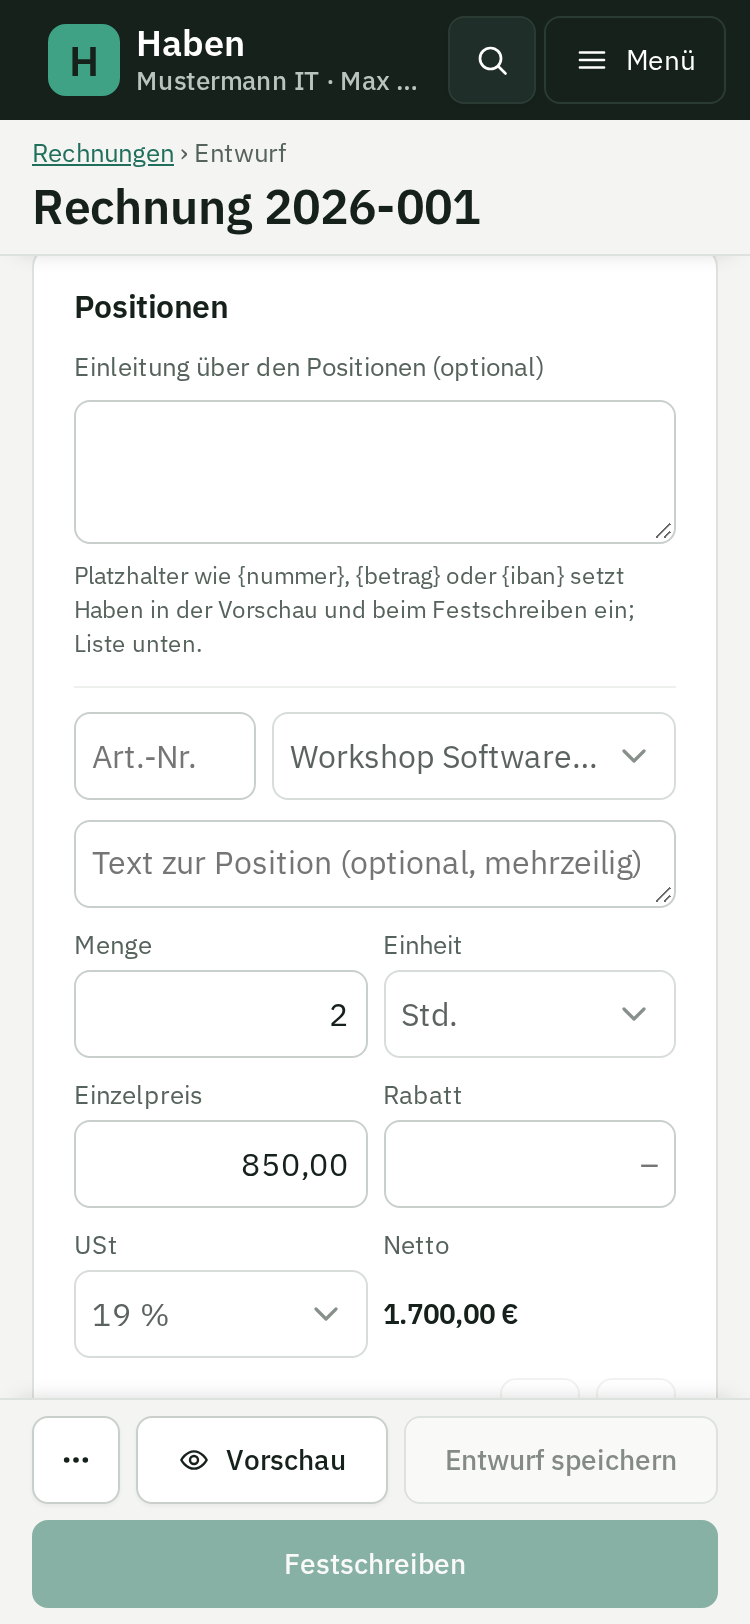 H
Haben
Mustermann IT · Max ...
Menü
Rechnungen › Entwurf
Rechnung 2026-001
Positionen
Einleitung über den Positionen (optional)
Platzhalter wie {nummer}, {betrag} oder {iban} setzt
Haben in der Vorschau und beim Festschreiben ein;
Liste unten.
Art.-Nr.
Workshop Software...
Text zur Position (optional, mehrzeilig)
Menge
Einheit
2
Std.
Einzelpreis
Rabatt
850,00
–
USt
Netto
19 %
1.700,00 €
Vorschau
Entwurf speichern
Festschreiben